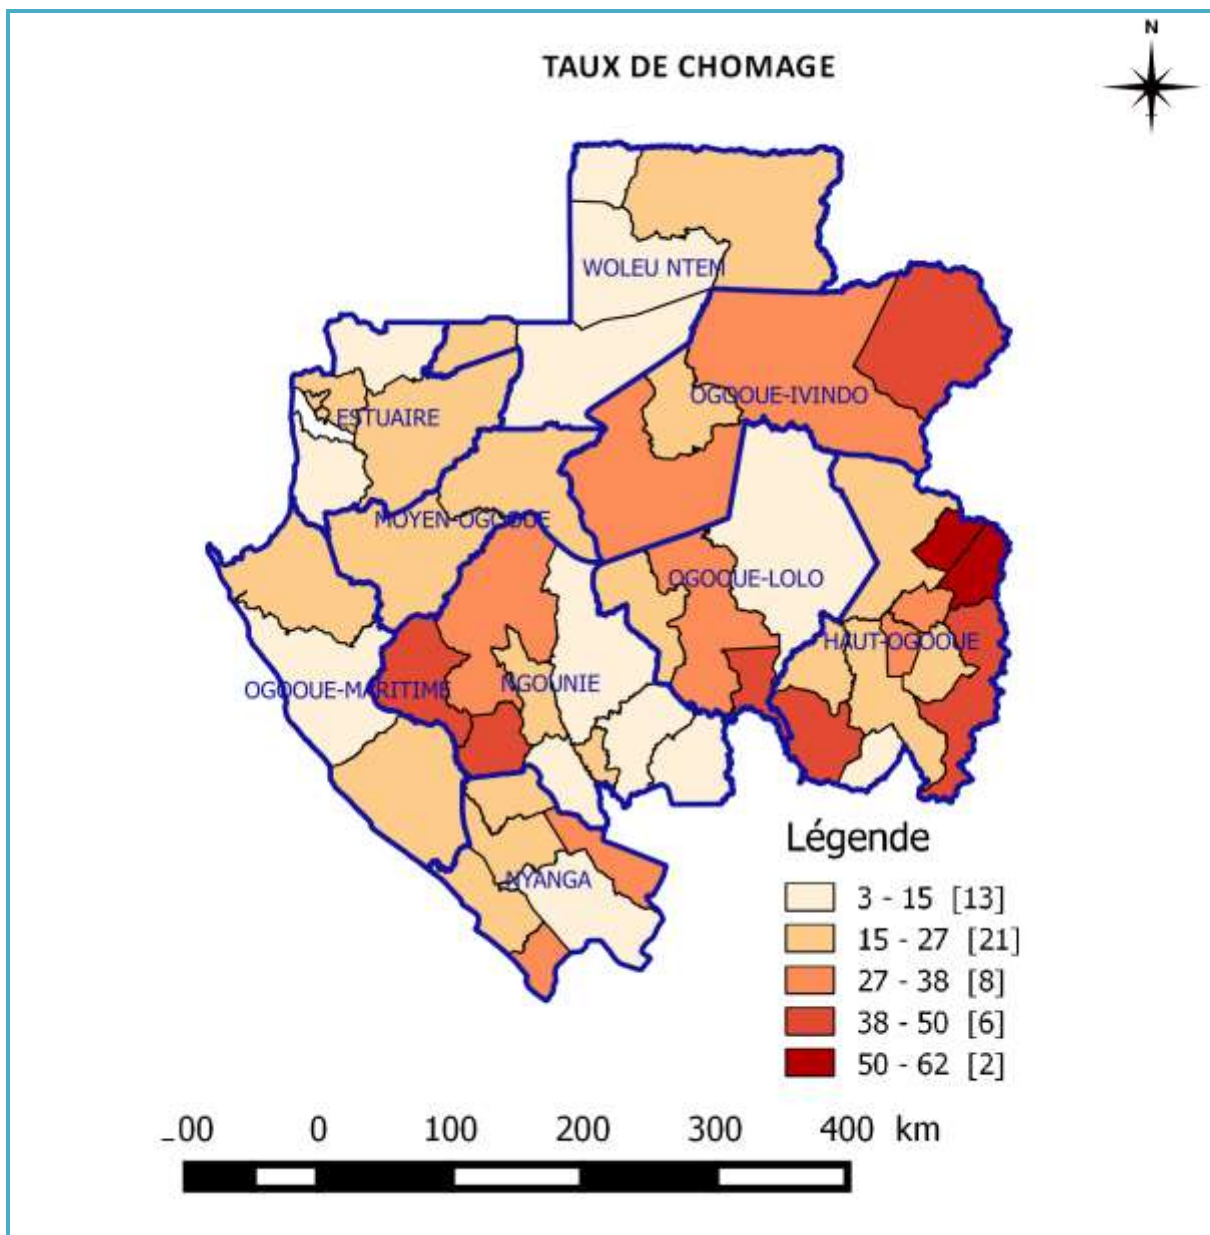 N
TAUX DE CHOMAGE
WOLEU NTEM
OGOOUE-IVINDO
ESTUAIRE
MOYEN-OGOOUE
OGOOUE-LOLO
HAUT-OGOOUE
OGOOUE-MARITIME
NGOUNIE
NYANGA
Légende
3 - 15 [13]
15 - 27 [21]
27 - 38 [8]
38 - 50 [6]
50 - 62 [2]
00 0 100 200 300 400 km